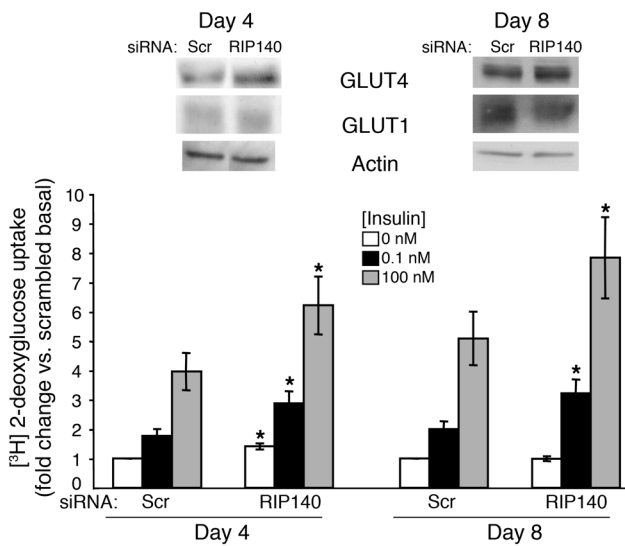 Day 4
Day 8
siRNA: Scr RIP140
siRNA: Scr RIP140
GLUT4
GLUT1
Actin
[³H] 2-deoxyglucose uptake
(fold change vs. scrambled basal)
10
9
8
7
6
5
4
3
2
1
0
[Insulin]
0 nM
0.1 nM
100 nM
*
*
*
*
*
siRNA: Scr RIP140 Scr RIP140
Day 4 Day 8